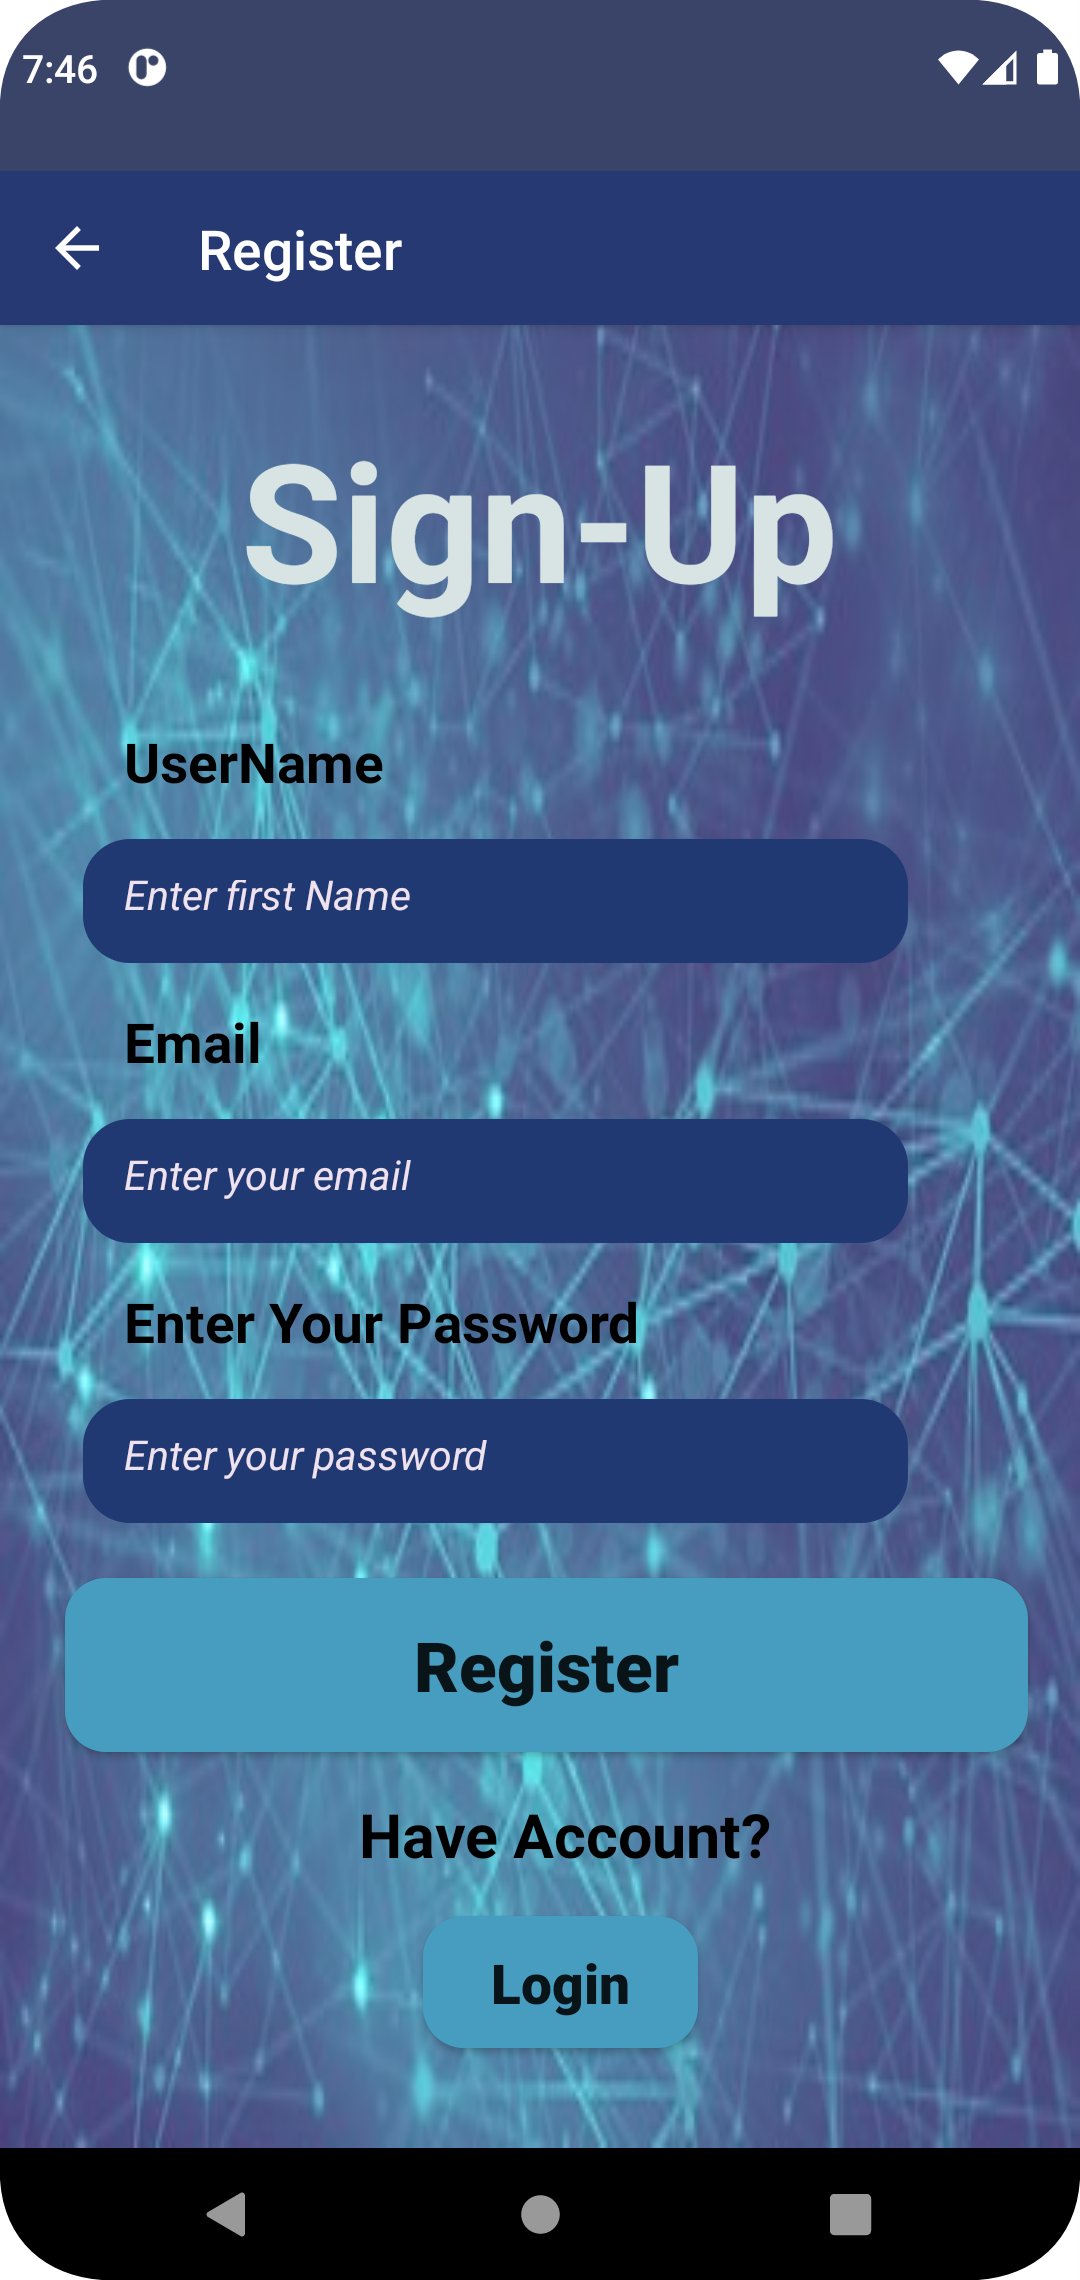 7:46
Register
Sign-Up
UserName
Enter first Name
Email
Enter your email
Enter Your Password
Enter your password
Register
Have Account?
Login